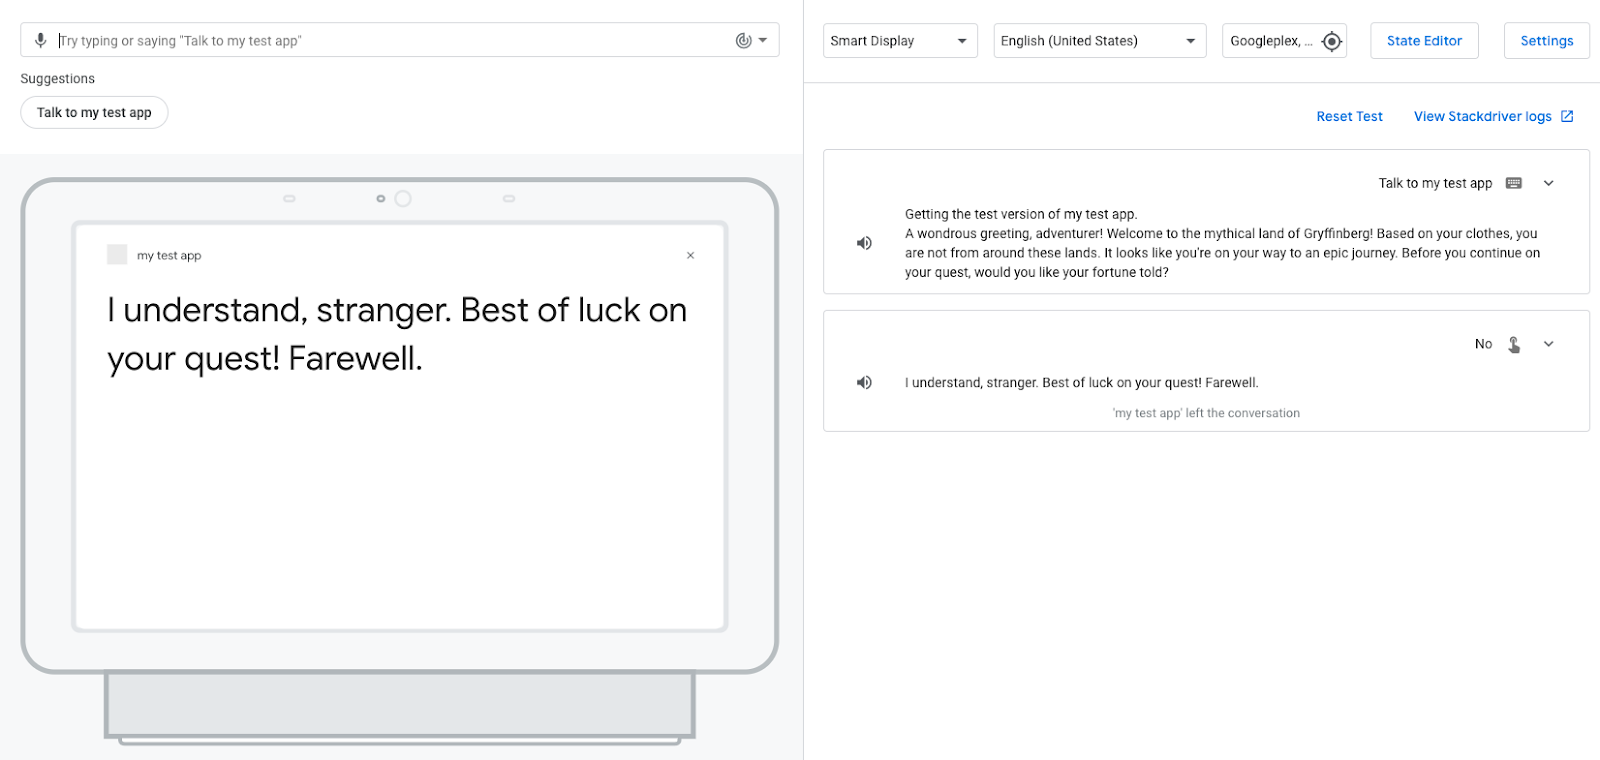 Try typing or saying "Talk to my test app"
Suggestions
Talk to my test app
my test app
I understand, stranger. Best of luck on
your quest! Farewell.
Smart Display
English (United States)
Googleplex, ...
State Editor
Settings
Reset Test
View Stackdriver logs
Talk to my test app
Getting the test version of my test app.
A wondrous greeting, adventurer! Welcome to the mythical land of Gryffinberg! Based on your clothes, you
are not from around these lands. It looks like you're on your way to an epic journey. Before you continue on
your quest, would you like your fortune told?
No
I understand, stranger. Best of luck on your quest! Farewell.
'my test app' left the conversation